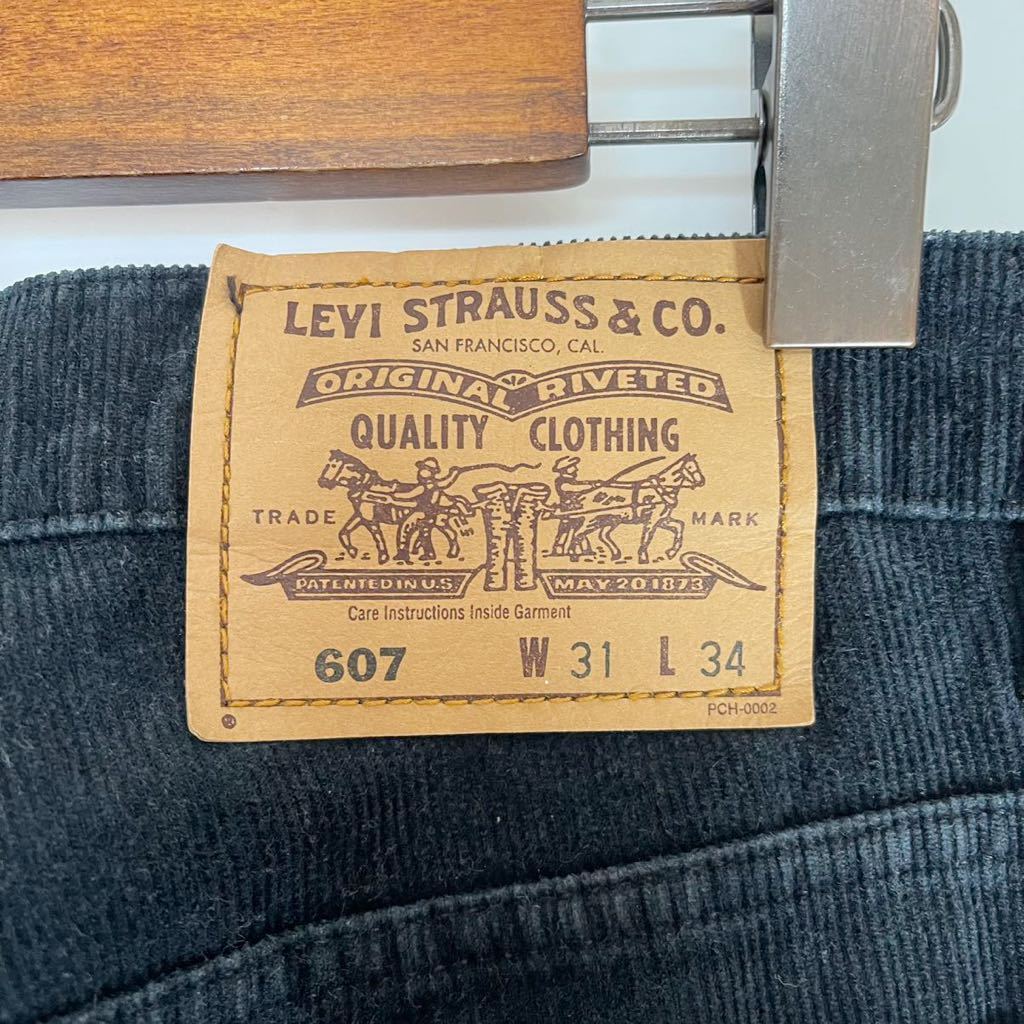 LEVI STRAUSS & CO.
SAN FRANCISCO, CAL.
ORIGINAL RIVETED
QUALITY CLOTHING
TRADE MARK
PATENTED IN U.S. MAY 20 1873
Care Instructions Inside Garment
607 W 31 L 34
PCH-0002